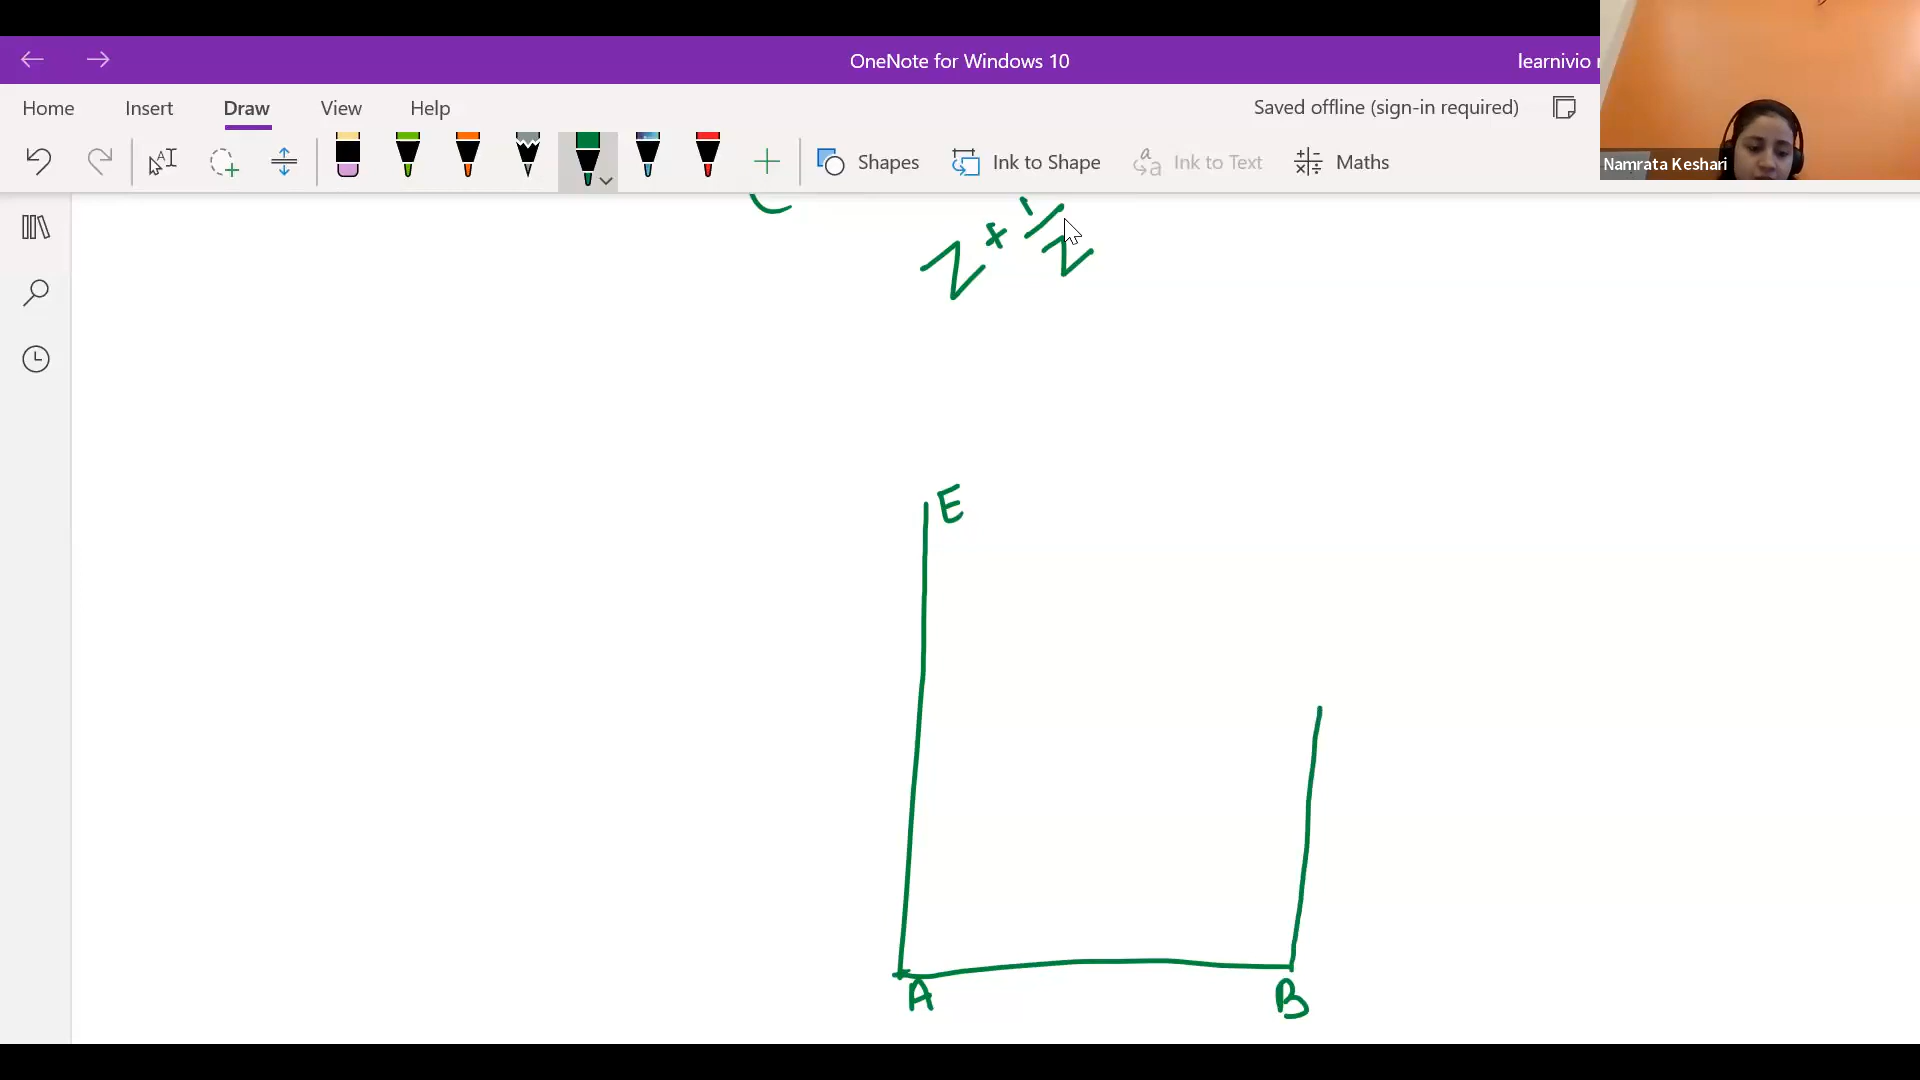 OneNote for Windows 10
learnivio
Home Insert Draw View Help
Saved offline (sign-in required)
Shapes Ink to Shape Ink to Text Maths
Namrata Keshari
Z + 1/Z
E
A B